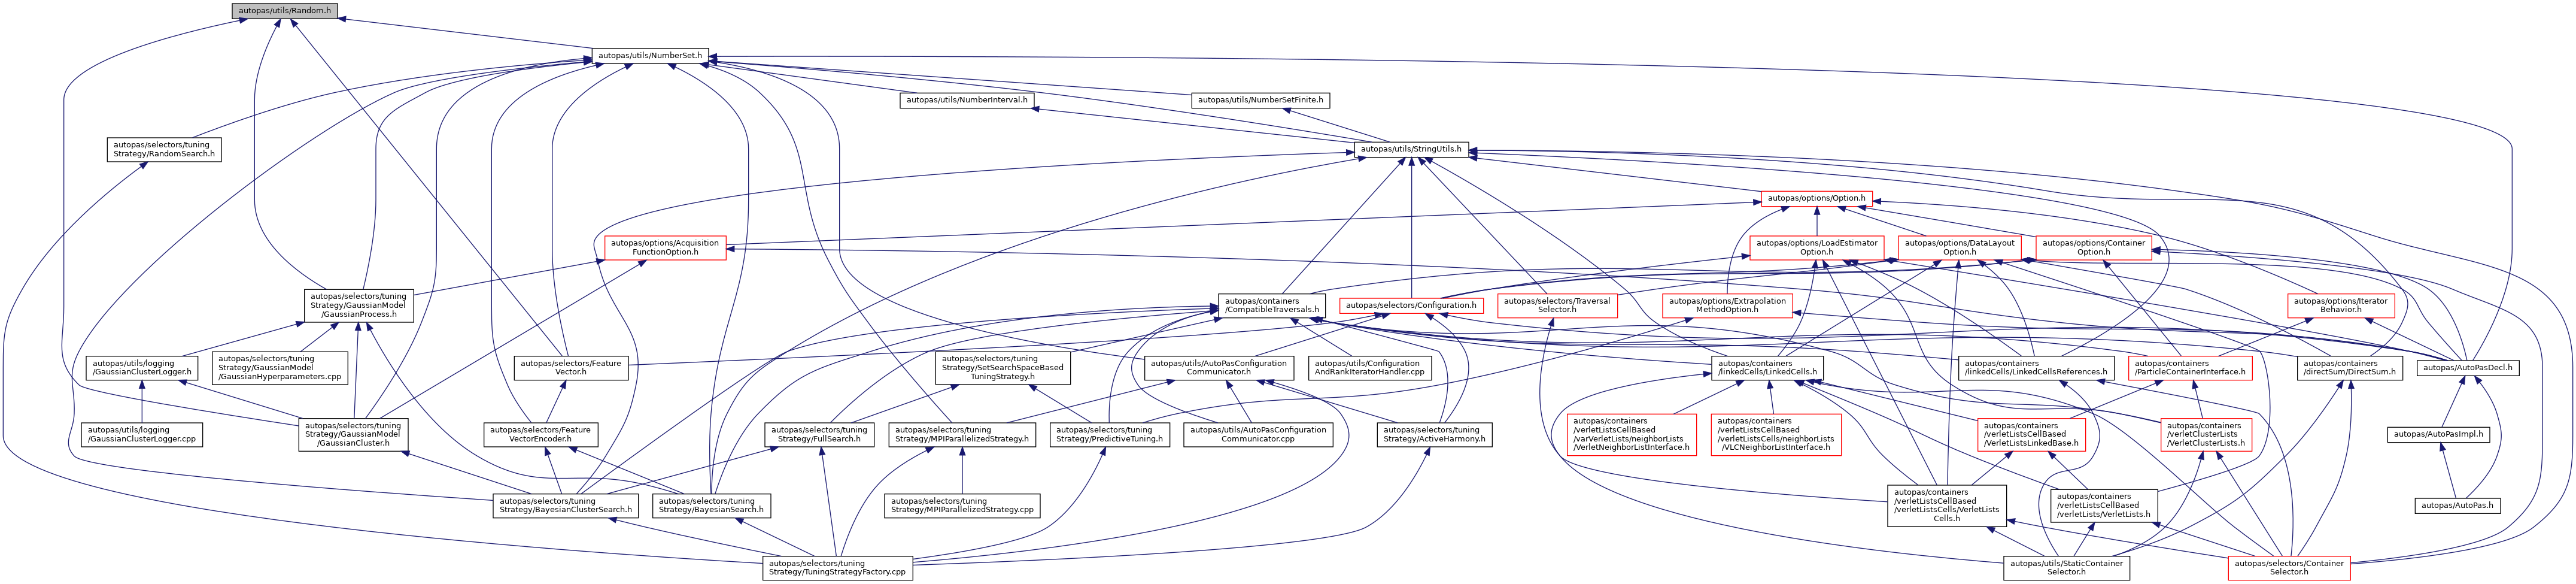 autopas/utils/Random.h
autopas/utils/NumberSet.h
autopas/utils/NumberInterval.h
autopas/utils/NumberSetFinite.h
autopas/selectors/tuning
Strategy/RandomSearch.h
autopas/utils/StringUtils.h
autopas/options/Option.h
autopas/options/Acquisition
FunctionOption.h
autopas/options/LoadEstimator
Option.h
autopas/options/DataLayout
Option.h
autopas/options/Container
Option.h
autopas/selectors/tuning
Strategy/GaussianModel
/GaussianProcess.h
autopas/containers
/CompatibleTraversals.h
autopas/selectors/Configuration.h
autopas/selectors/Traversal
Selector.h
autopas/options/Extrapolation
MethodOption.h
autopas/options/Iterator
Behavior.h
autopas/utils/logging
/GaussianClusterLogger.h
autopas/selectors/tuning
Strategy/GaussianModel
/GaussianHyperparameters.cpp
autopas/selectors/Feature
Vector.h
autopas/selectors/tuning
Strategy/SetSearchSpaceBased
TuningStrategy.h
autopas/utils/AutoPasConfiguration
Communicator.h
autopas/utils/Configuration
AndRankIteratorHandler.cpp
autopas/containers
/linkedCells/LinkedCells.h
autopas/containers
/linkedCells/LinkedCellsReferences.h
autopas/containers
/ParticleContainerInterface.h
autopas/containers
/directSum/DirectSum.h
autopas/AutoPasDecl.h
autopas/utils/logging
/GaussianClusterLogger.cpp
autopas/selectors/tuning
Strategy/GaussianModel
/GaussianCluster.h
autopas/selectors/Feature
VectorEncoder.h
autopas/selectors/tuning
Strategy/FullSearch.h
autopas/selectors/tuning
Strategy/MPIParallelizedStrategy.h
autopas/selectors/tuning
Strategy/PredictiveTuning.h
autopas/utils/AutoPasConfiguration
Communicator.cpp
autopas/selectors/tuning
Strategy/ActiveHarmony.h
autopas/containers
/verletListsCellBased
/varVerletLists/neighborLists
/VerletNeighborListInterface.h
autopas/containers
/verletListsCellBased
/verletListsCells/neighborLists
/VLCNeighborListInterface.h
autopas/containers
/verletListsCellBased
/verletListsLinkedBase.h
autopas/containers
/verletClusterLists
/VerletClusterLists.h
autopas/AutoPasImpl.h
autopas/selectors/tuning
Strategy/BayesianClusterSearch.h
autopas/selectors/tuning
Strategy/BayesianSearch.h
autopas/selectors/tuning
Strategy/MPIParallelizedStrategy.cpp
autopas/containers
/verletListsCellBased
/verletListsCells/VerletLists
Cells.h
autopas/containers
/verletListsCellBased
/verletLists/VerletLists.h
autopas/AutoPas.h
autopas/selectors/tuning
Strategy/TuningStrategyFactory.cpp
autopas/utils/StaticContainer
Selector.h
autopas/selectors/Container
Selector.h